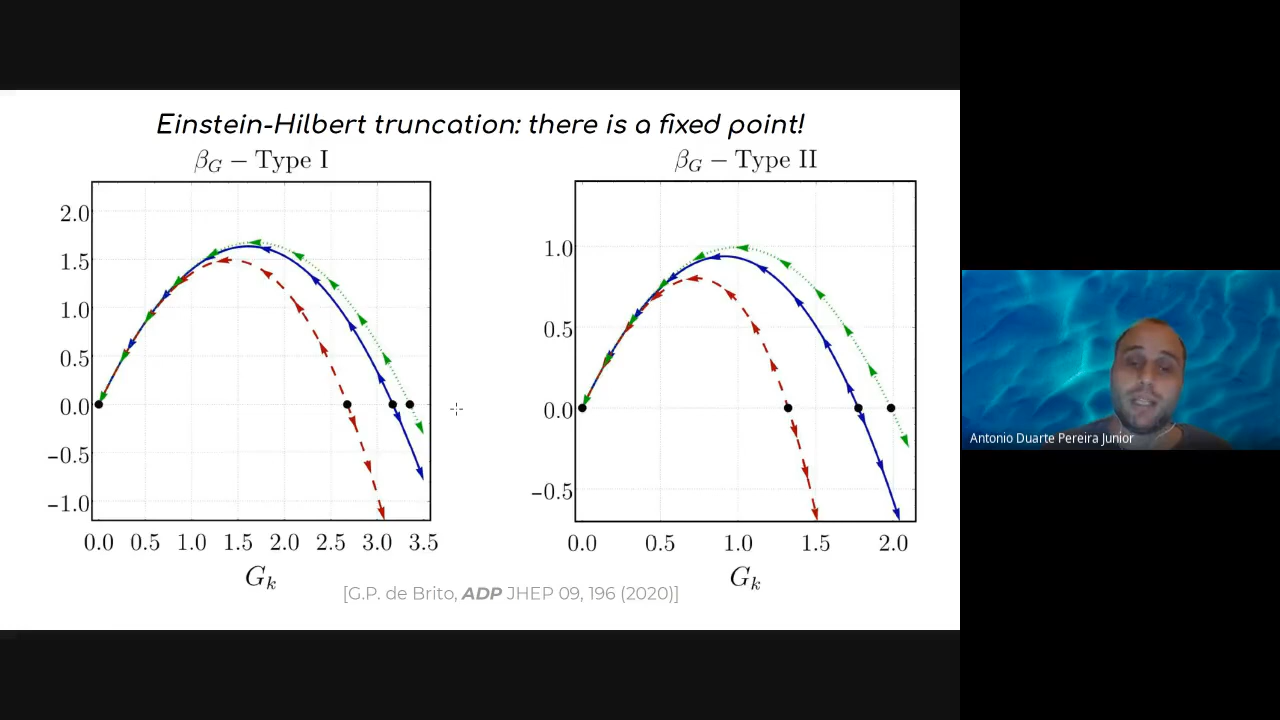 Einstein-Hilbert truncation: there is a fixed point!
β_G − Type I
2.0
1.5
1.0
0.5
0.0
−0.5
−1.0
0.0 0.5 1.0 1.5 2.0 2.5 3.0 3.5
G_k
β_G − Type II
1.0
0.5
0.0
−0.5
0.0 0.5 1.0 1.5 2.0
G_k
[G.P. de Brito, ADP JHEP 09, 196 (2020)]
Antonio Duarte Pereira Junior